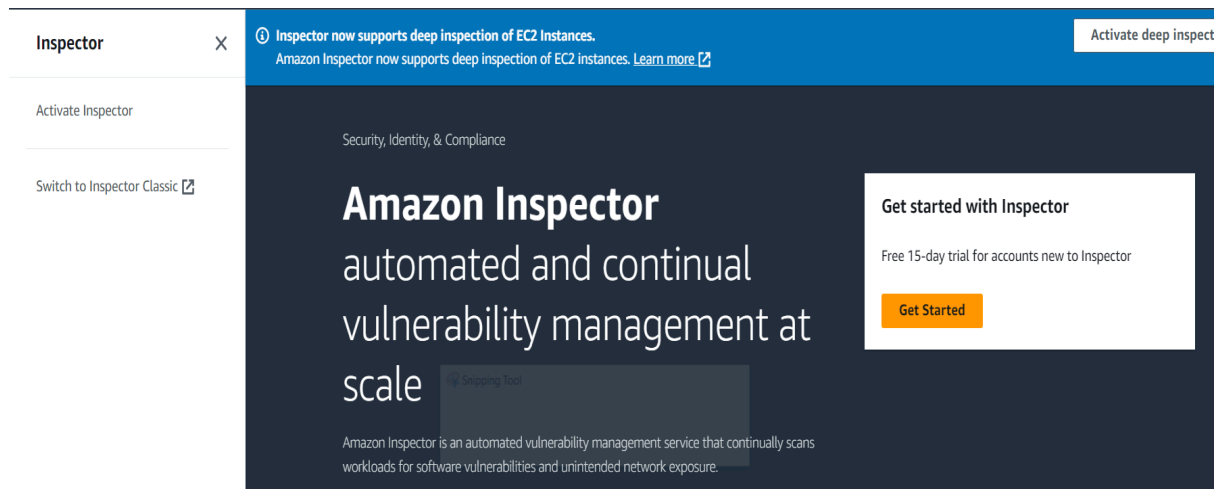 Inspector
Activate Inspector
Switch to Inspector Classic
Inspector now supports deep inspection of EC2 Instances.
Amazon Inspector now supports deep inspection of EC2 instances. Learn more
Activate deep inspect
Security, Identity, & Compliance
Amazon Inspector
automated and continual
vulnerability management at
scale
Snipping Tool
Amazon Inspector is an automated vulnerability management service that continually scans
workloads for software vulnerabilities and unintended network exposure.
Get started with Inspector
Free 15-day trial for accounts new to Inspector
Get Started